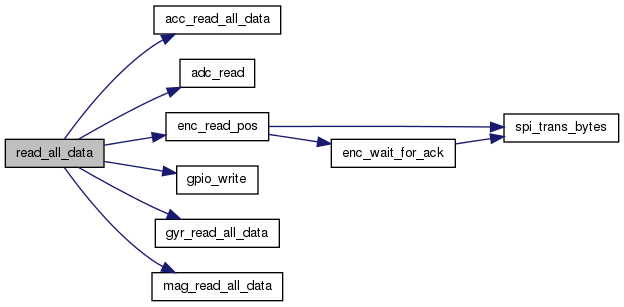 acc_read_all_data
adc_read
enc_read_pos
spi_trans_bytes
read_all_data
enc_wait_for_ack
gpio_write
gyr_read_all_data
mag_read_all_data